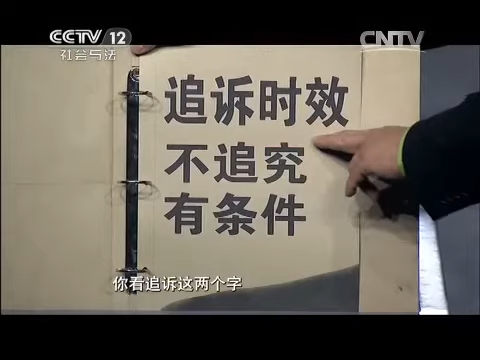 CCTV 12
社会与法
CNTV
追诉时效
不追究
有条件
你看追诉这两个字